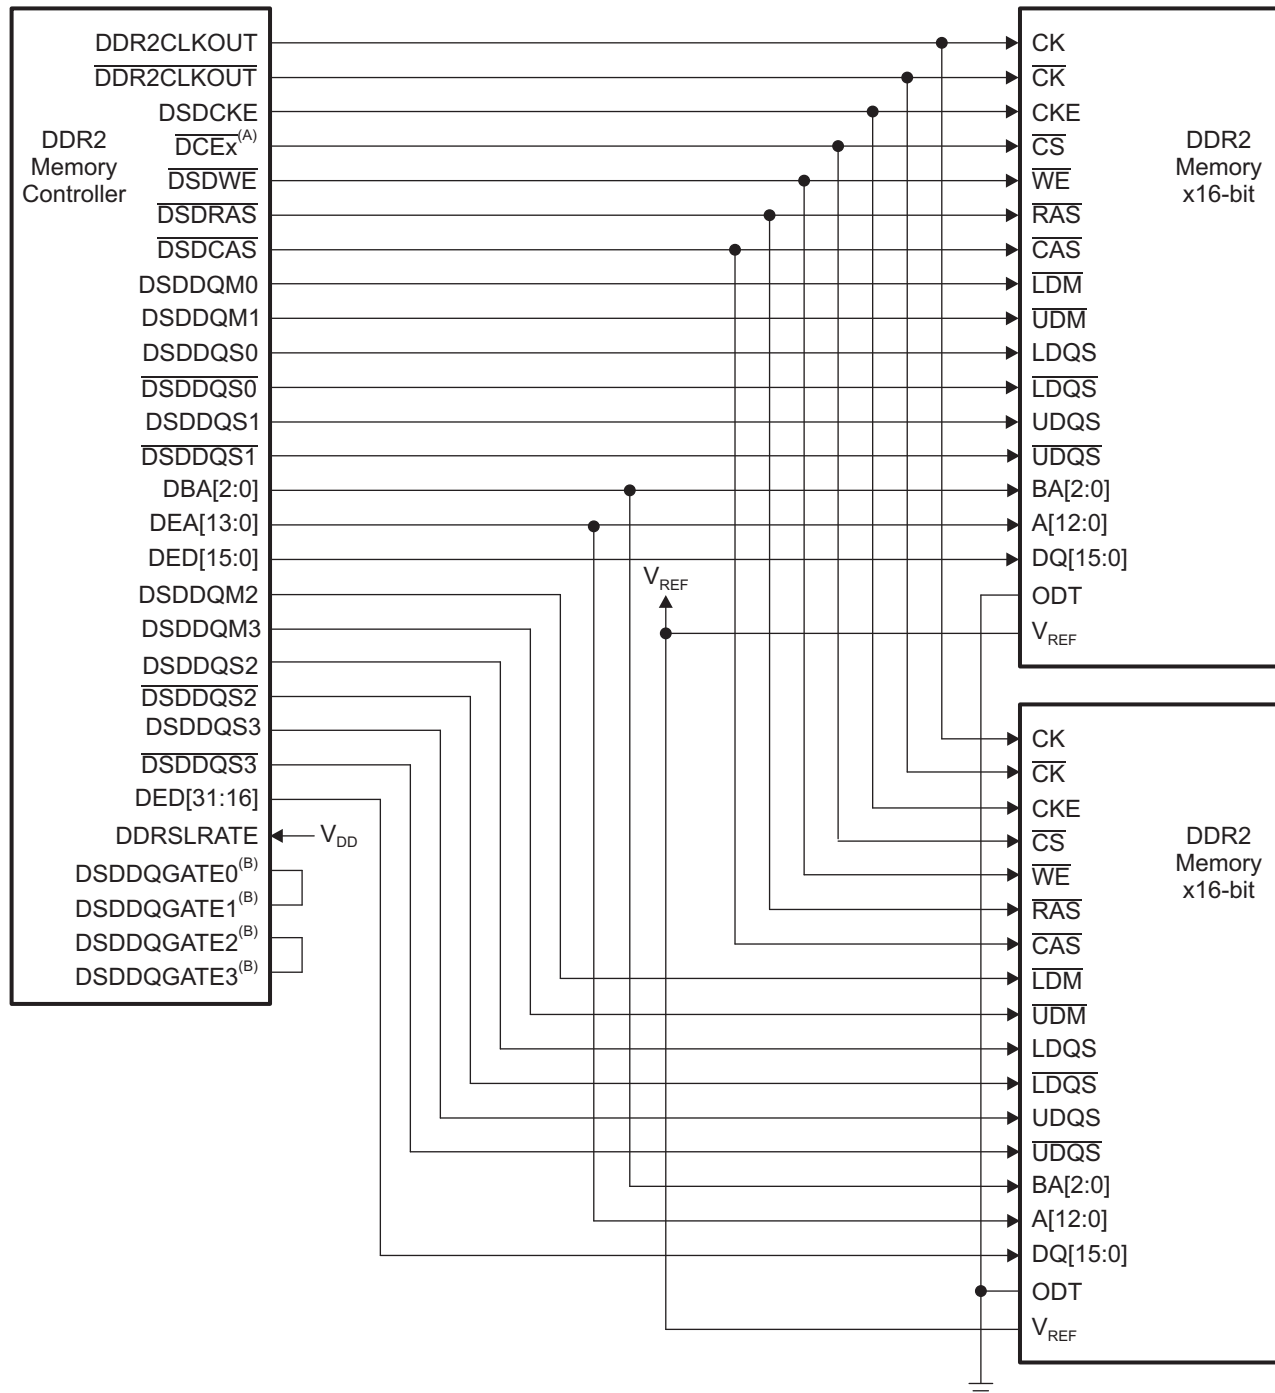 DDR2
Memory
Controller
DDR2CLKOUT
DDR2CLKOUT
DSDCKE
DCEx(A)
DSDWE
DSDRAS
DSDCAS
DSDDQM0
DSDDQM1
DSDDQS0
DSDDQS0
DSDDQS1
DSDDQS1
DBA[2:0]
DEA[13:0]
DED[15:0]
DSDDQM2
DSDDQM3
DSDDQS2
DSDDQS2
DSDDQS3
DSDDQS3
DED[31:16]
DDRSLRATE
VDD
DSDDQGATE0(B)
DSDDQGATE1(B)
DSDDQGATE2(B)
DSDDQGATE3(B)
VREF
CK
CK
CKE
CS
WE
RAS
CAS
LDM
UDM
LDQS
LDQS
UDQS
UDQS
BA[2:0]
A[12:0]
DQ[15:0]
ODT
VREF
DDR2
Memory
x16-bit
CK
CK
CKE
CS
WE
RAS
CAS
LDM
UDM
LDQS
LDQS
UDQS
UDQS
BA[2:0]
A[12:0]
DQ[15:0]
ODT
VREF
DDR2
Memory
x16-bit